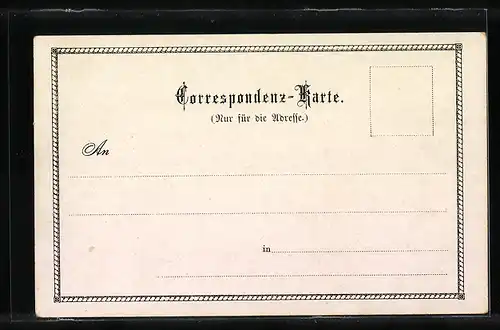 Correspondenz-Karte.
(Nur für die Adresse.)
An
in